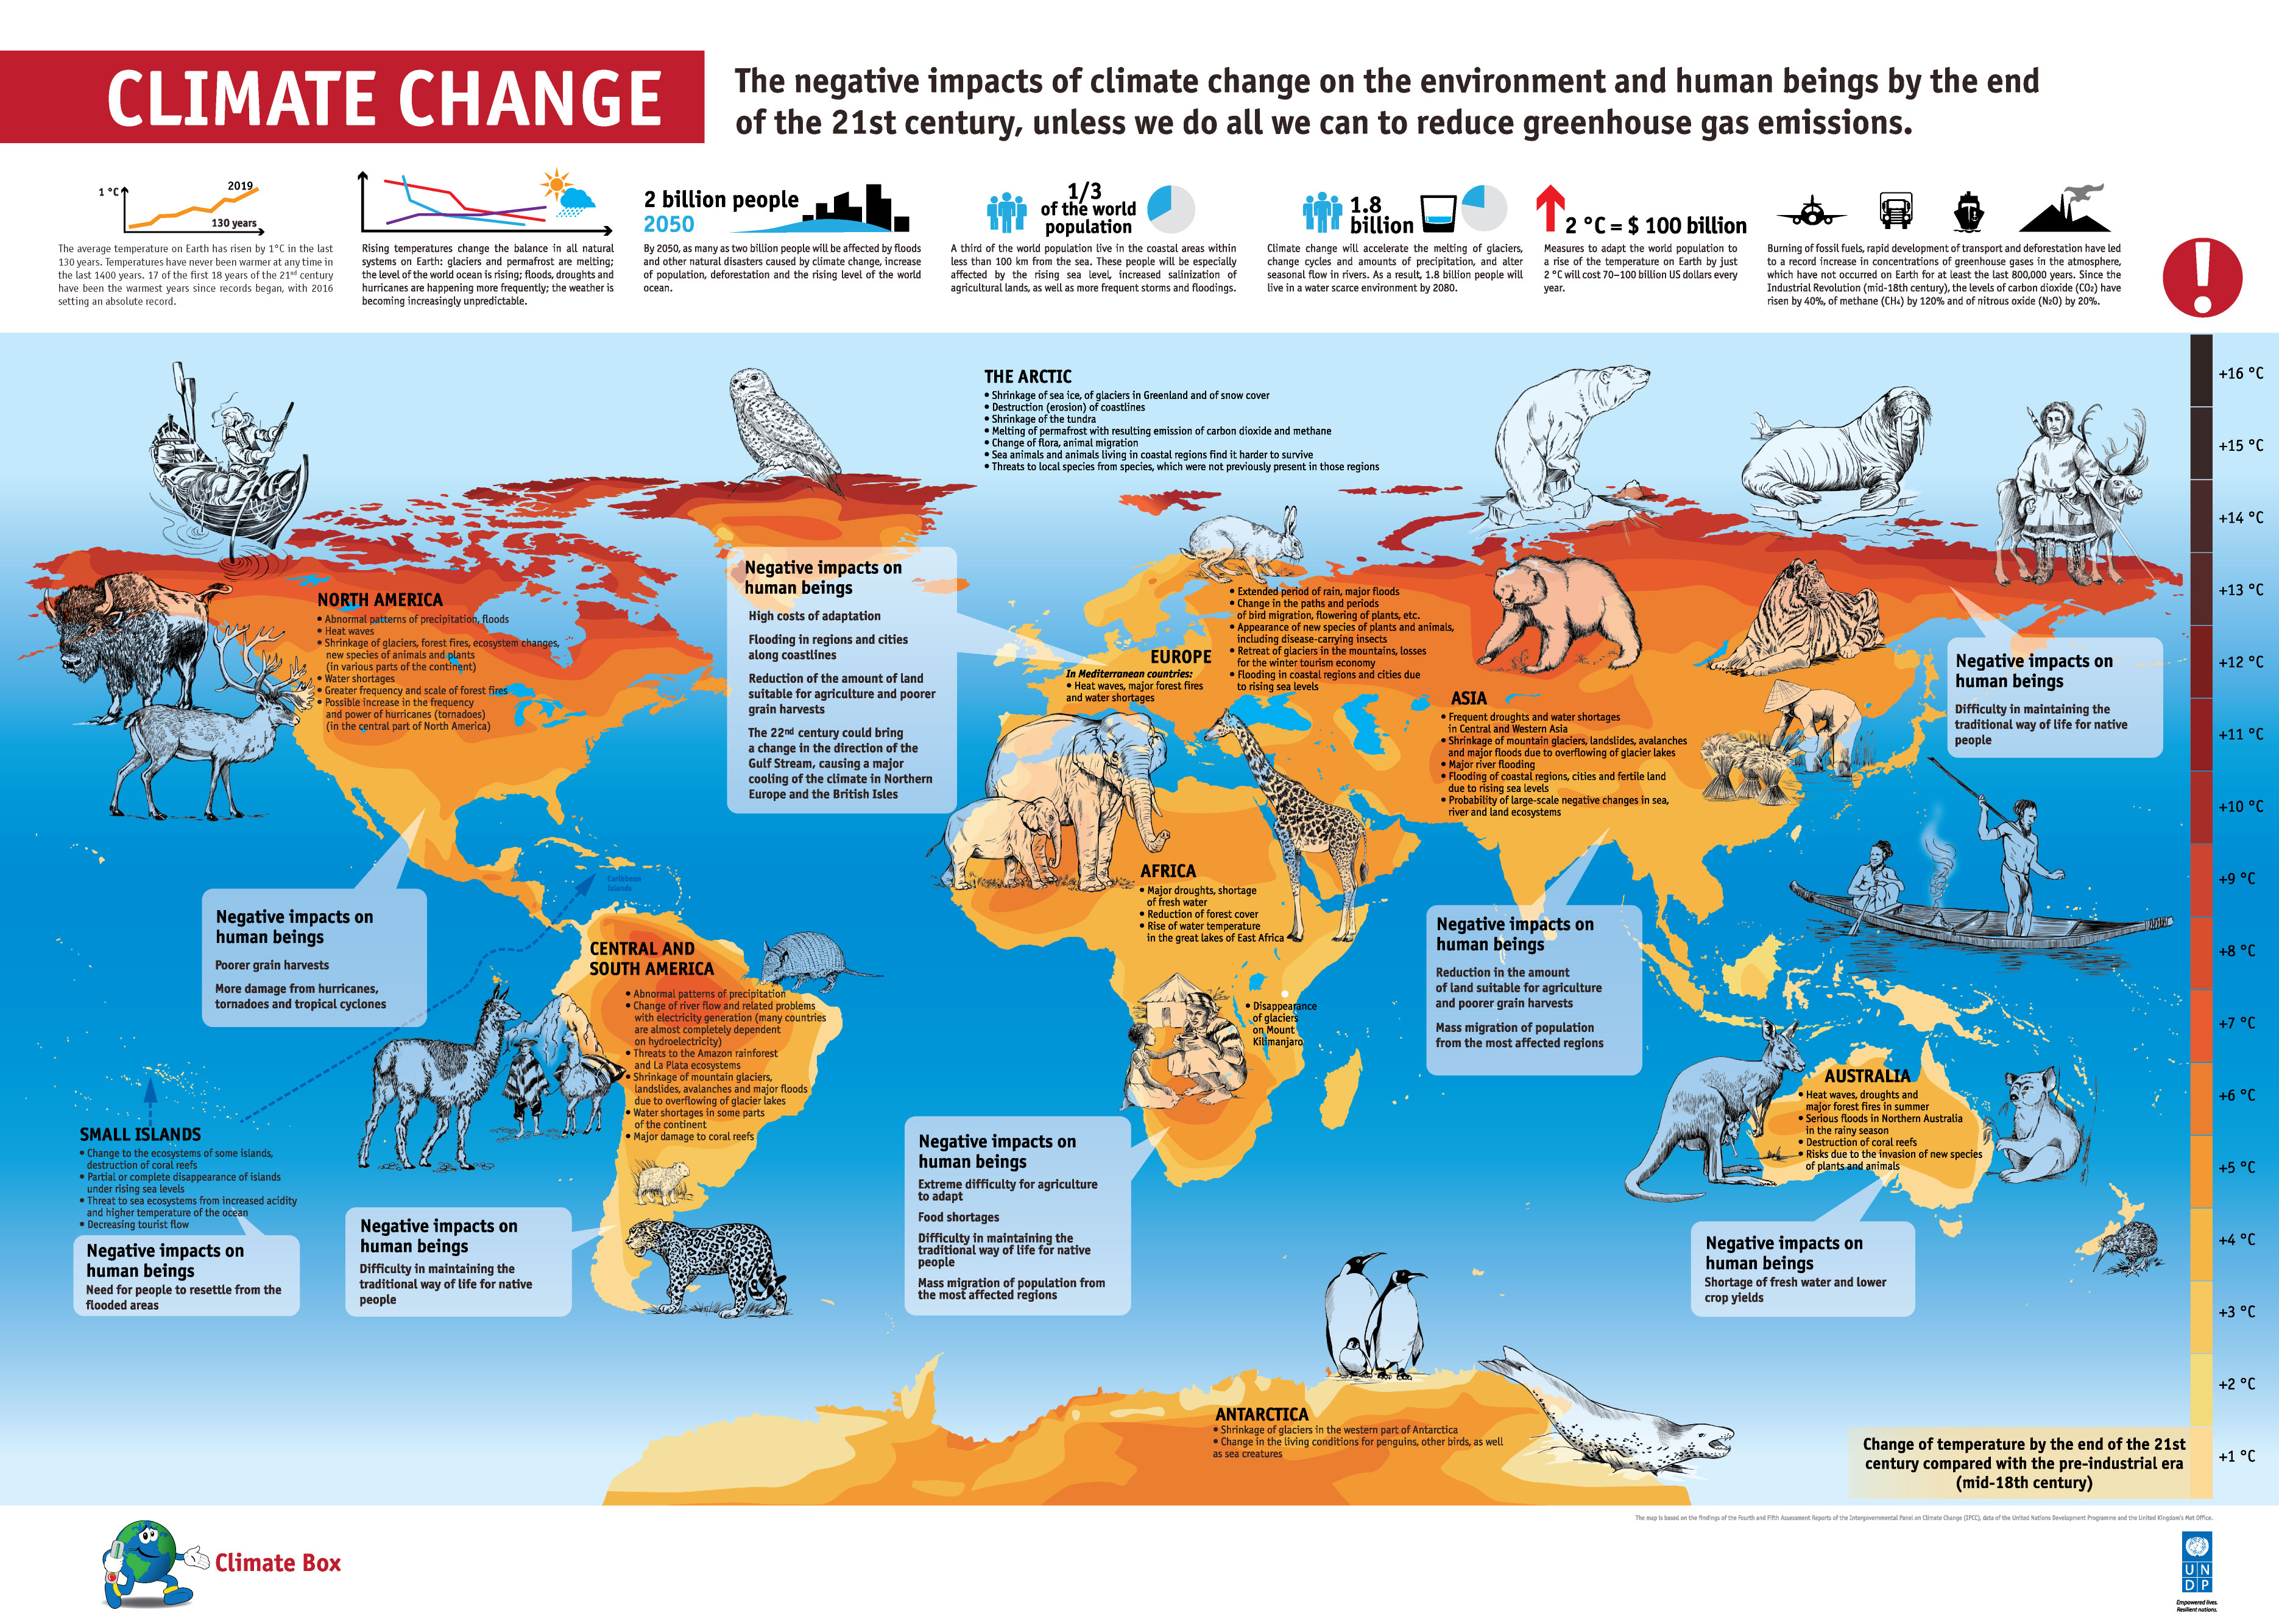 CLIMATE CHANGE
The negative impacts of climate change on the environment and human beings by the end
of the 21st century, unless we do all we can to reduce greenhouse gas emissions.
1 °C
2019
130 years
The average temperature on Earth has risen by 1°C in the last
130 years. Temperatures have never been warmer at any time in
the last 1400 years. 17 of the first 18 years of the 21st century
have been the warmest years since records began, with 2016
setting an absolute record.
Rising temperatures change the balance in all natural
systems on Earth: glaciers and permafrost are melting;
the level of the world ocean is rising; floods, droughts and
hurricanes are happening more frequently; the weather is
becoming increasingly unpredictable.
2 billion people
2050
By 2050, as many as two billion people will be affected by floods
and other natural disasters caused by climate change, increase
of population, deforestation and the rising level of the world
ocean.
1/3
of the world
population
A third of the world population live in the coastal areas within
less than 100 km from the sea. These people will be especially
affected by the rising sea level, increased salinization of
agricultural lands, as well as more frequent storms and floodings.
1.8
billion
Climate change will accelerate the melting of glaciers,
change cycles and amounts of precipitation, and alter
seasonal flow in rivers. As a result, 1.8 billion people will
live in a water scarce environment by 2080.
2 °C = $ 100 billion
Measures to adapt the world population to
a rise of the temperature on Earth by just
2 °C will cost 70–100 billion US dollars every
year.
Burning of fossil fuels, rapid development of transport and deforestation have led
to a record increase in concentrations of greenhouse gases in the atmosphere,
which have not occurred on Earth for at least the last 800,000 years. Since the
Industrial Revolution (mid-18th century), the levels of carbon dioxide (CO₂) have
risen by 40%, of methane (CH₄) by 120% and of nitrous oxide (N₂O) by 20%.
!
THE ARCTIC
• Shrinkage of sea ice, of glaciers in Greenland and of snow cover
• Destruction (erosion) of coastlines
• Shrinkage of the tundra
• Melting of permafrost with resulting emission of carbon dioxide and methane
• Change of flora, animal migration
• Sea animals and animals living in coastal regions find it harder to survive
• Threats to local species from species, which were not previously present in those regions
NORTH AMERICA
• Abnormal patterns of precipitation, floods
• Heat waves
• Shrinkage of glaciers, forest fires, ecosystem changes,
new species of animals and plants
(in various parts of the continent)
• Water shortages
• Greater frequency and scale of forest fires
• Possible increase in the frequency
and power of hurricanes (tornadoes)
(in the central part of North America)
Negative impacts on
human beings
High costs of adaptation
Flooding in regions and cities
along coastlines
Reduction of the amount of land
suitable for agriculture and poorer
grain harvests
The 22nd century could bring
a change in the direction of the
Gulf Stream, causing a major
cooling of the climate in Northern
Europe and the British Isles
EUROPE
In Mediterranean countries:
• Heat waves, major forest fires
and water shortages
• Extended period of rain, major floods
• Change in the paths and periods
of bird migration, flowering of plants, etc.
• Appearance of new species of plants and animals,
including disease-carrying insects
• Retreat of glaciers in the mountains, losses
for the winter tourism economy
• Flooding in coastal regions and cities due
to rising sea levels
ASIA
• Frequent droughts and water shortages
in Central and Western Asia
• Shrinkage of mountain glaciers, landslides, avalanches
and major floods due to overflowing of glacier lakes
• Major river flooding
• Flooding of coastal regions, cities and fertile land
due to rising sea levels
• Probability of large-scale negative changes in sea,
river and land ecosystems
Negative impacts on
human beings
Difficulty in maintaining the
traditional way of life for native
people
Negative impacts on
human beings
Poorer grain harvests
More damage from hurricanes,
tornadoes and tropical cyclones
Caribbean
Islands
AFRICA
• Major droughts, shortage
of fresh water
• Reduction of forest cover
• Rise of water temperature
in the great lakes of East Africa
• Disappearance
of glaciers
on Mount
Kilimanjaro
CENTRAL AND
SOUTH AMERICA
• Abnormal patterns of precipitation
• Change of river flow and related problems
with electricity generation (many countries
are almost completely dependent
on hydroelectricity)
• Threats to the Amazon rainforest
and La Plata ecosystems
• Shrinkage of mountain glaciers,
landslides, avalanches and major floods
due to overflowing of glacier lakes
• Water shortages in some parts
of the continent
• Major damage to coral reefs
Negative impacts on
human beings
Reduction in the amount
of land suitable for agriculture
and poorer grain harvests
Mass migration of population
from the most affected regions
SMALL ISLANDS
• Change to the ecosystems of some islands,
destruction of coral reefs
• Partial or complete disappearance of islands
under rising sea levels
• Threat to sea ecosystems from increased acidity
and higher temperature of the ocean
• Decreasing tourist flow
Negative impacts on
human beings
Need for people to resettle from the
flooded areas
Negative impacts on
human beings
Difficulty in maintaining the
traditional way of life for native
people
Negative impacts on
human beings
Extreme difficulty for agriculture
to adapt
Food shortages
Difficulty in maintaining the
traditional way of life for native
people
Mass migration of population from
the most affected regions
AUSTRALIA
• Heat waves, droughts and
major forest fires in summer
• Serious floods in Northern Australia
in the rainy season
• Destruction of coral reefs
• Risks due to the invasion of new species
of plants and animals
Negative impacts on
human beings
Shortage of fresh water and lower
crop yields
ANTARCTICA
• Shrinkage of glaciers in the western part of Antarctica
• Change in the living conditions for penguins, other birds, as well
as sea creatures
+16 °C
+15 °C
+14 °C
+13 °C
+12 °C
+11 °C
+10 °C
+9 °C
+8 °C
+7 °C
+6 °C
+5 °C
+4 °C
+3 °C
+2 °C
+1 °C
Change of temperature by the end of the 21st
century compared with the pre-industrial era
(mid-18th century)
The map is based on the findings of the Fourth and Fifth Assessment Reports of the Intergovernmental Panel on Climate Change (IPCC), data of the United Nations Development Programme and the United Kingdom's Met Office.
Climate Box
U N
D P
Empowered lives.
Resilient nations.